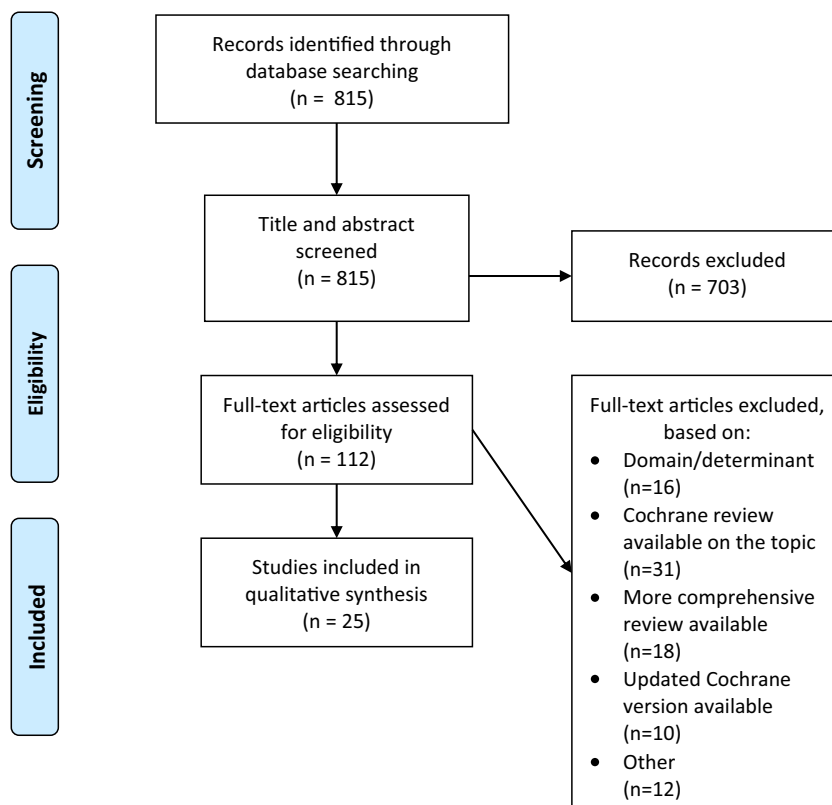 Screening
Records identified through
database searching
(n = 815)
Title and abstract
screened
(n = 815)
Records excluded
(n = 703)
Eligibility
Full-text articles assessed
for eligibility
(n = 112)
Full-text articles excluded,
based on:
• Domain/determinant
(n=16)
• Cochrane review
available on the topic
(n=31)
• More comprehensive
review available
(n=18)
• Updated Cochrane
version available
(n=10)
• Other
(n=12)
Included
Studies included in
qualitative synthesis
(n = 25)